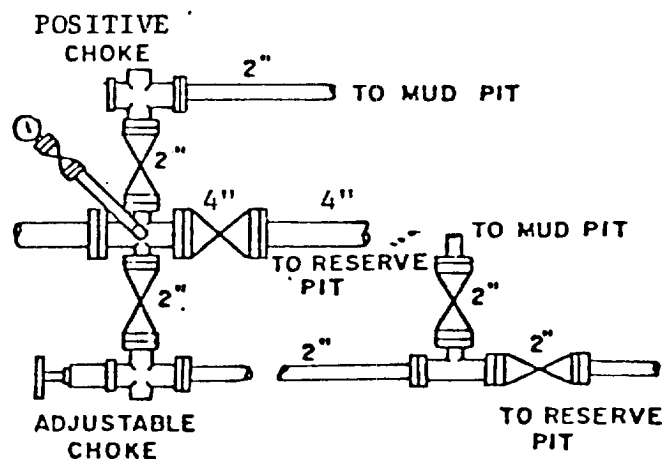 POSITIVE
CHOKE
2"
TO MUD PIT
2"
4"
4"
TO MUD PIT
TO RESERVE
PIT
2"
2"
2"
2"
ADJUSTABLE
CHOKE
TO RESERVE
PIT